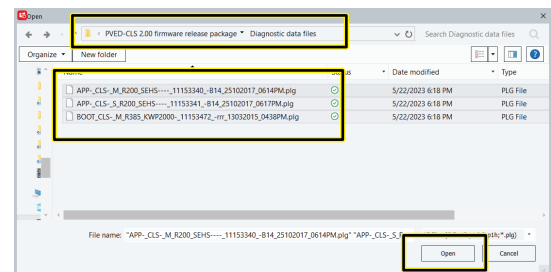 Open
« PVED-CLS 2.00 firmware release package Diagnostic data files
Search Diagnostic data files
Organize New folder
Name Status Date modified Type
APP-_CLS-_M_R200_SEHS----_11153340_-B14_25102017_0614PM.plg 5/22/2023 6:18 PM PLG File
APP-_CLS-_S_R200_SEHS----_11153341_-B14_25102017_0617PM.plg 5/22/2023 6:18 PM PLG File
BOOT_CLS-_M_R385_KWP2000-_11153472_-rrr_13032015_0438PM.plg 5/22/2023 6:18 PM PLG File
File name: "APP-_CLS-_M_R200_SEHS----_11153340_-B14_25102017_0614PM.plg" "APP-_CLS-_S_R
Open Cancel